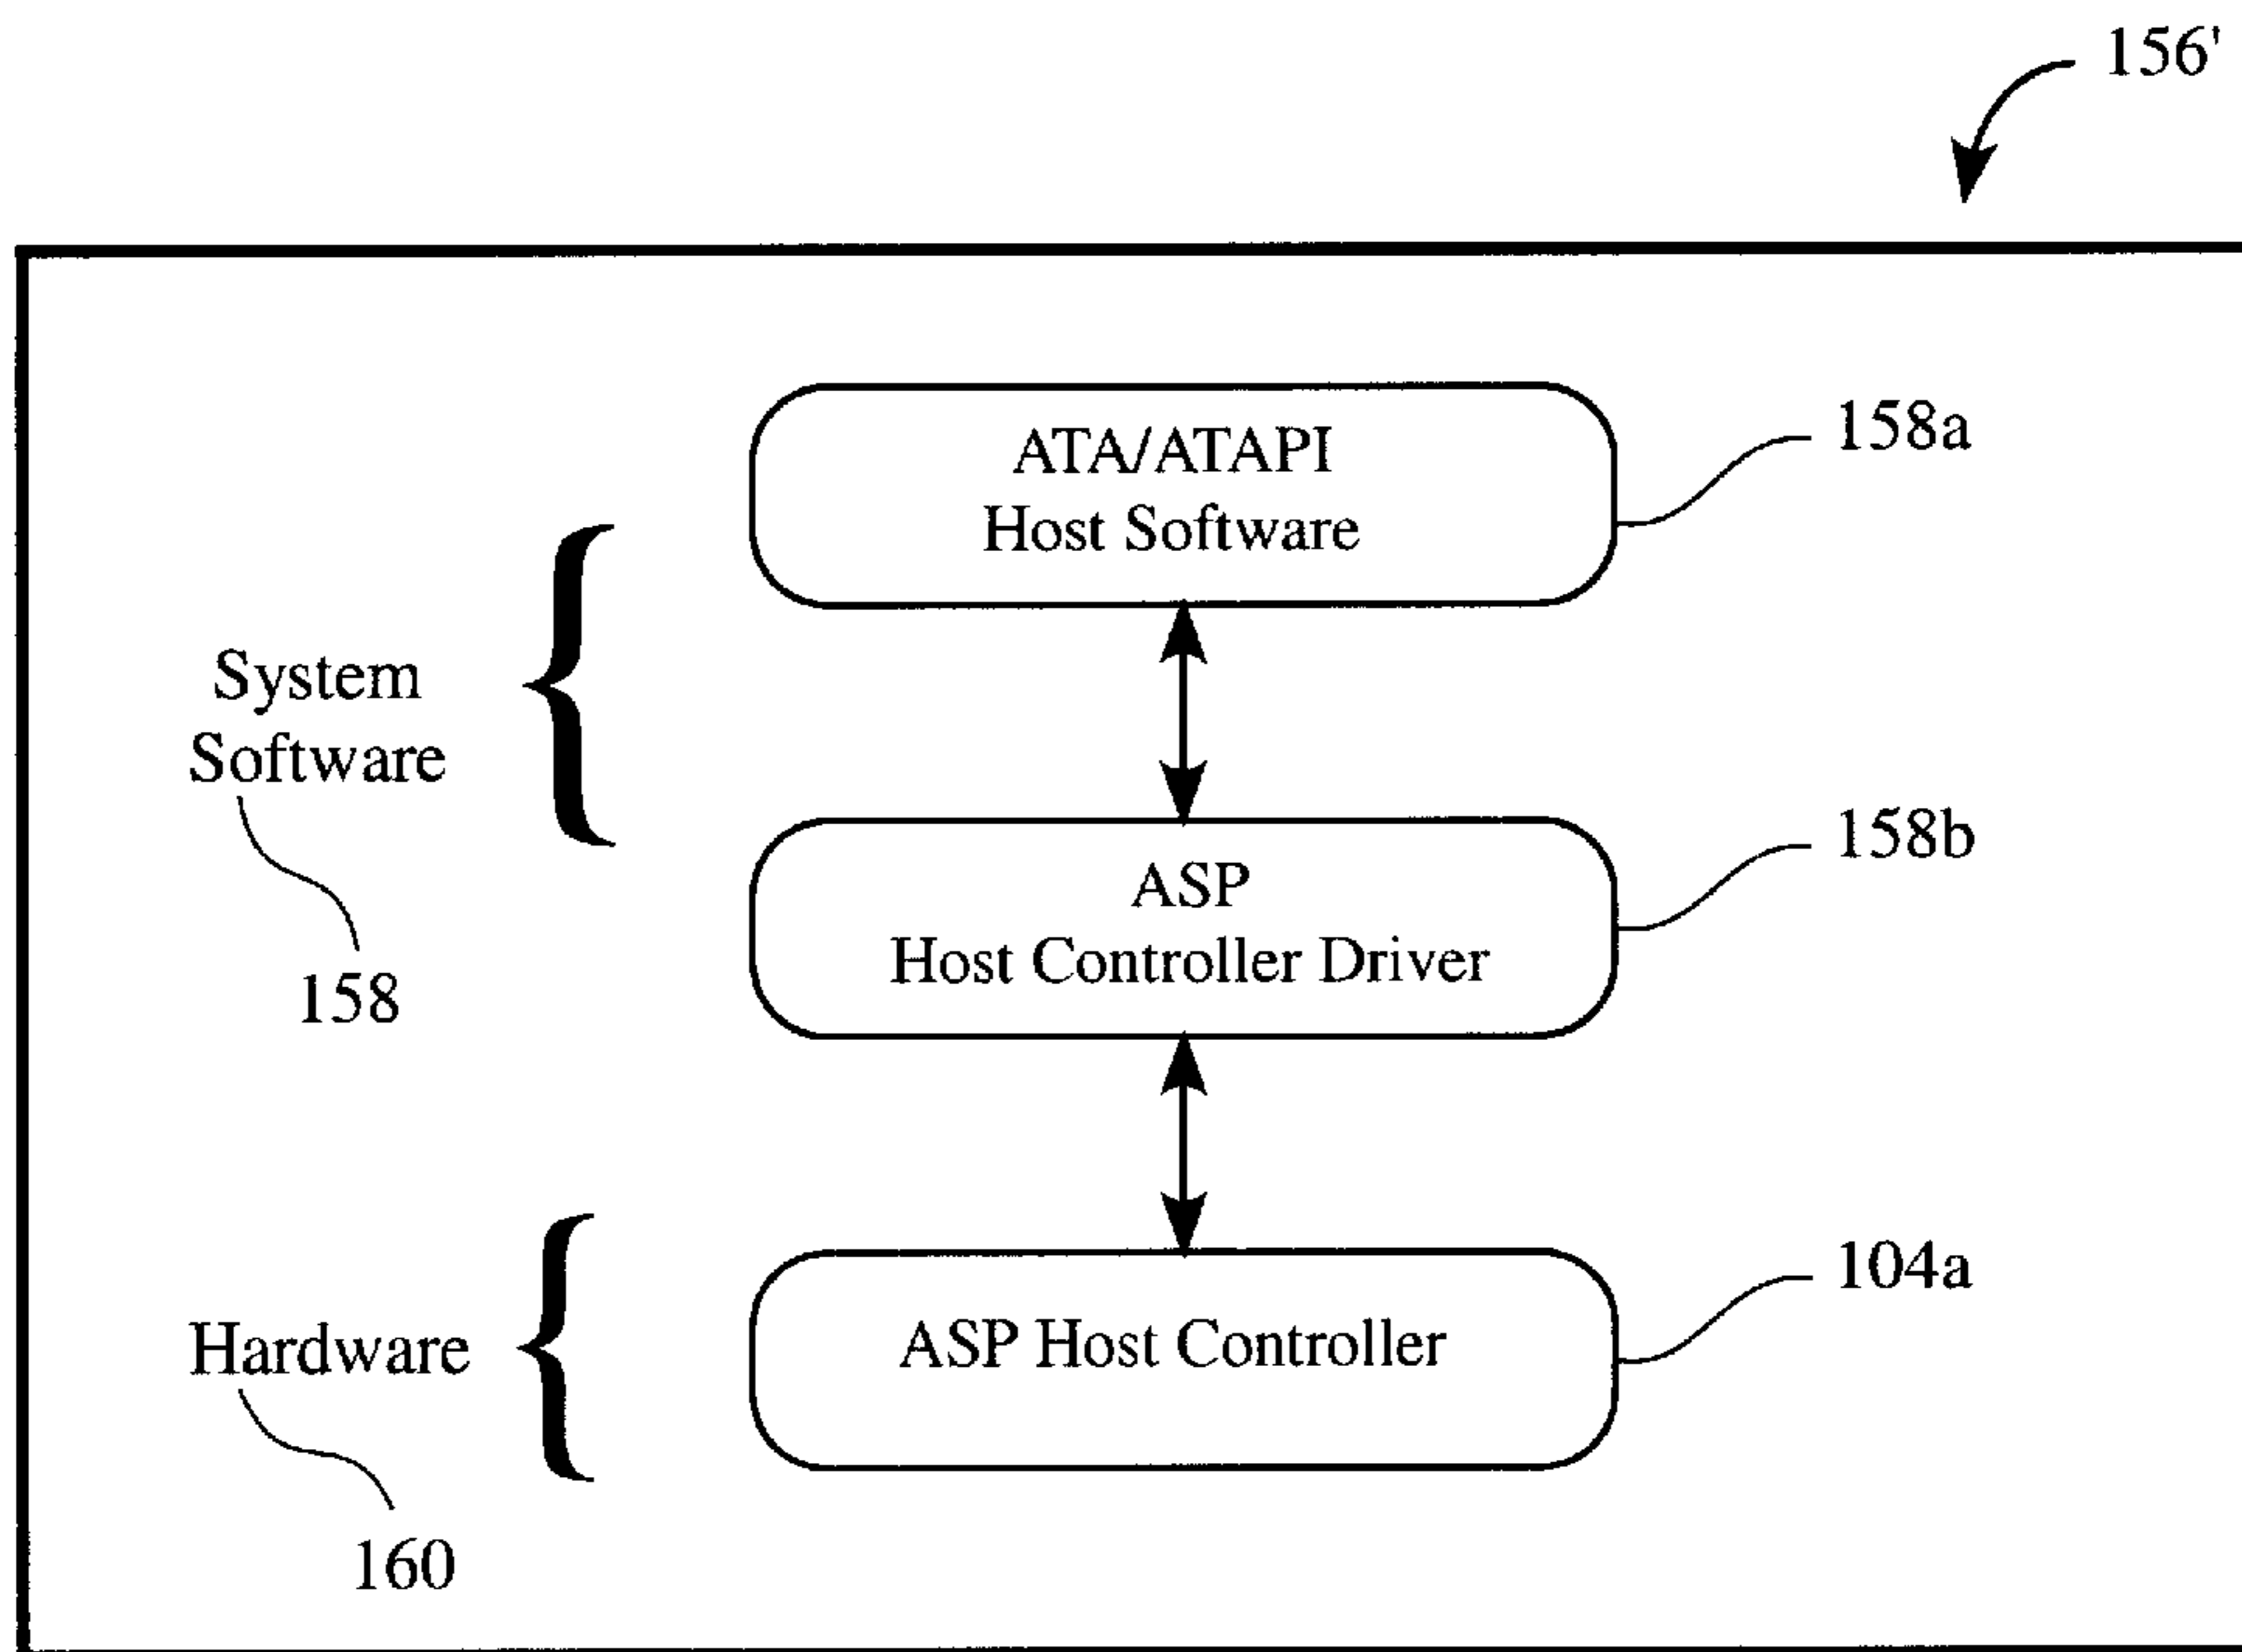 156'
ATA/ATAPI
Host Software
158a
System
Software
158
ASP
Host Controller Driver
158b
Hardware
160
ASP Host Controller
104a